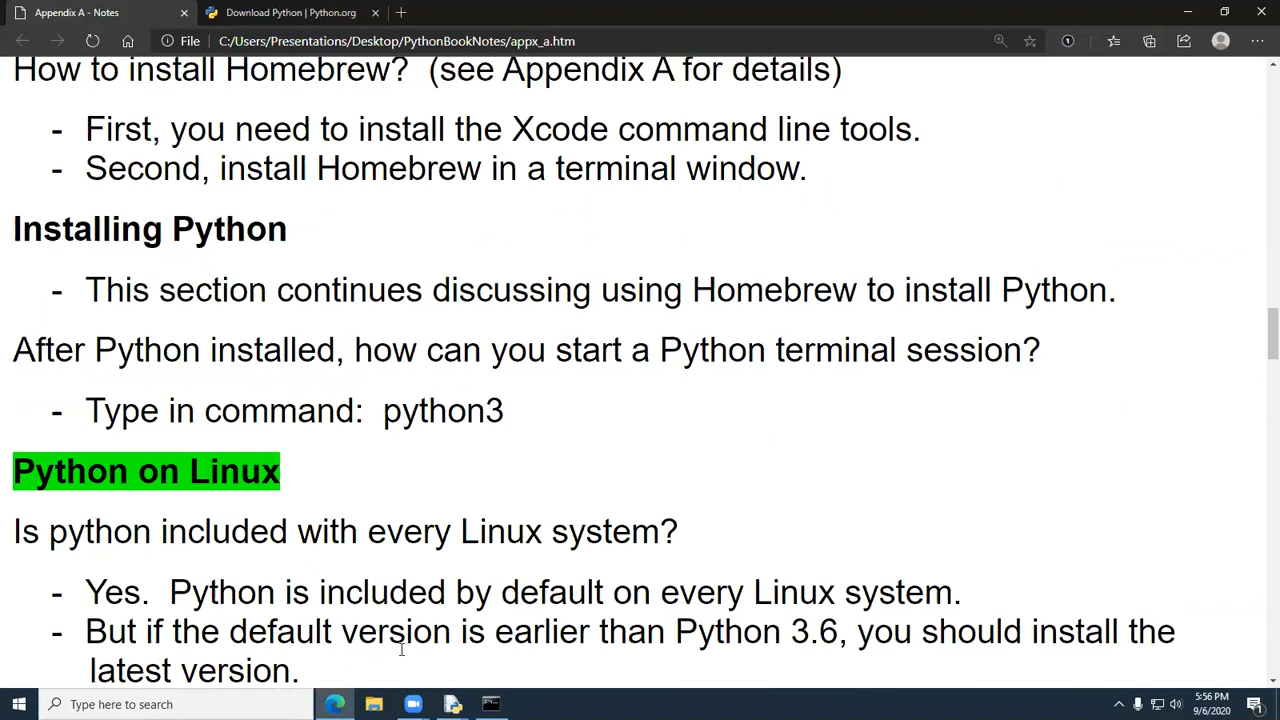 Appendix A - Notes
Download Python | Python.org
File
C:/Users/Presentations/Desktop/PythonBookNotes/appx_a.htm
How to install Homebrew?  (see Appendix A for details)
- First, you need to install the Xcode command line tools.
- Second, install Homebrew in a terminal window.
Installing Python
- This section continues discussing using Homebrew to install Python.
After Python installed, how can you start a Python terminal session?
- Type in command:  python3
Python on Linux
Is python included with every Linux system?
- Yes.  Python is included by default on every Linux system.
- But if the default version is earlier than Python 3.6, you should install the
latest version.
Type here to search
5:56 PM
9/6/2020